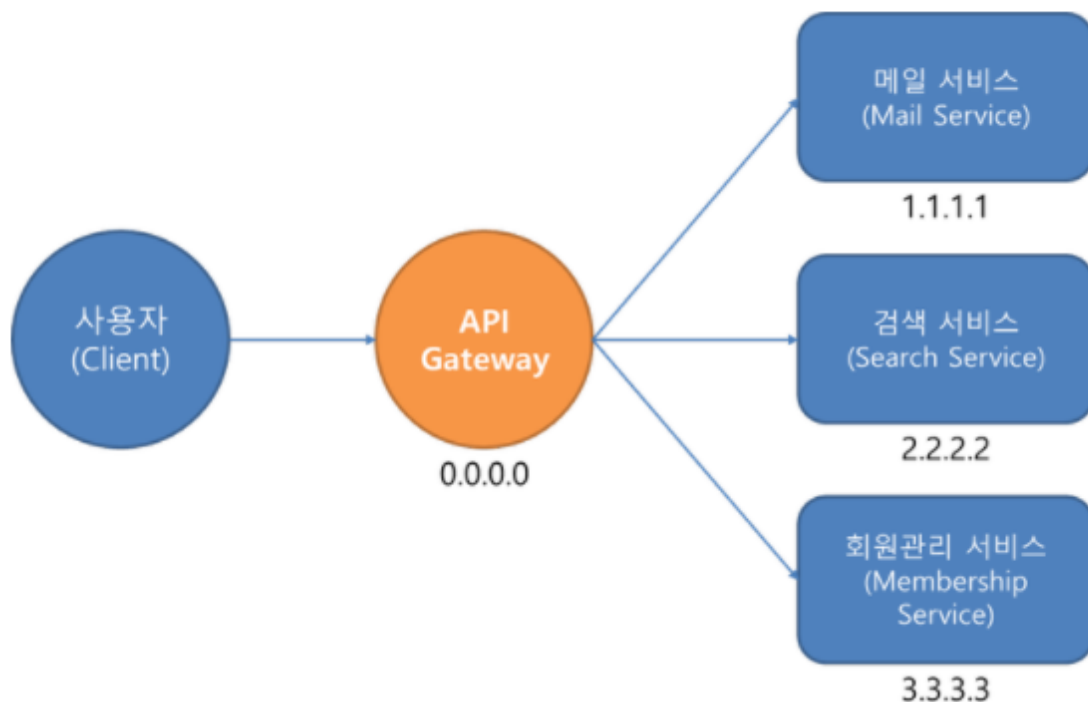 메일 서비스
(Mail Service)
1.1.1.1
사용자
(Client)
API
Gateway
0.0.0.0
검색 서비스
(Search Service)
2.2.2.2
회원관리 서비스
(Membership
Service)
3.3.3.3